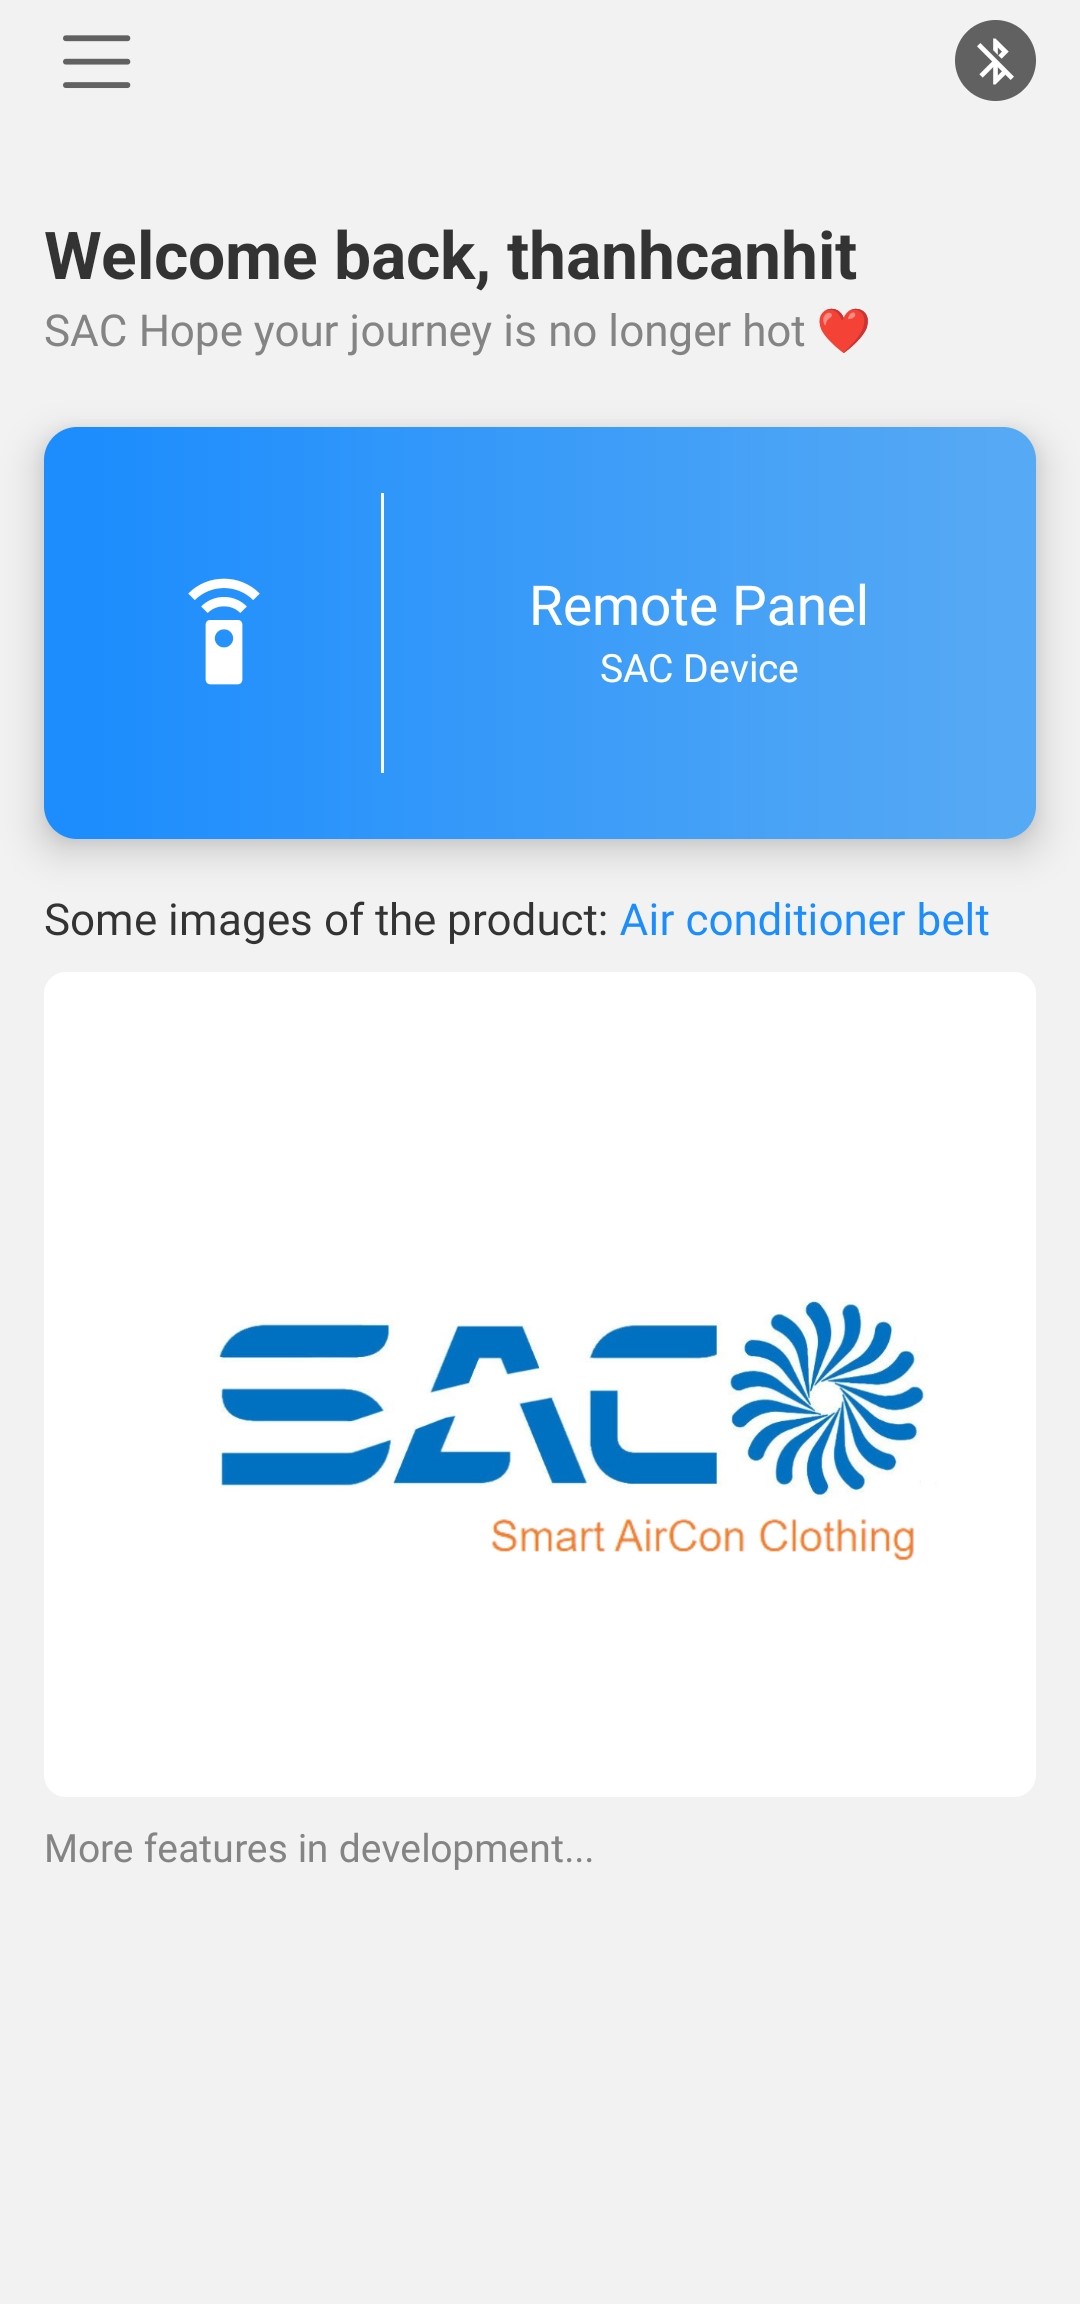 Welcome back, thanhcanhit
SAC Hope your journey is no longer hot ❤️
Remote Panel
SAC Device
Some images of the product: Air conditioner belt
SAC
Smart AirCon Clothing
More features in development...